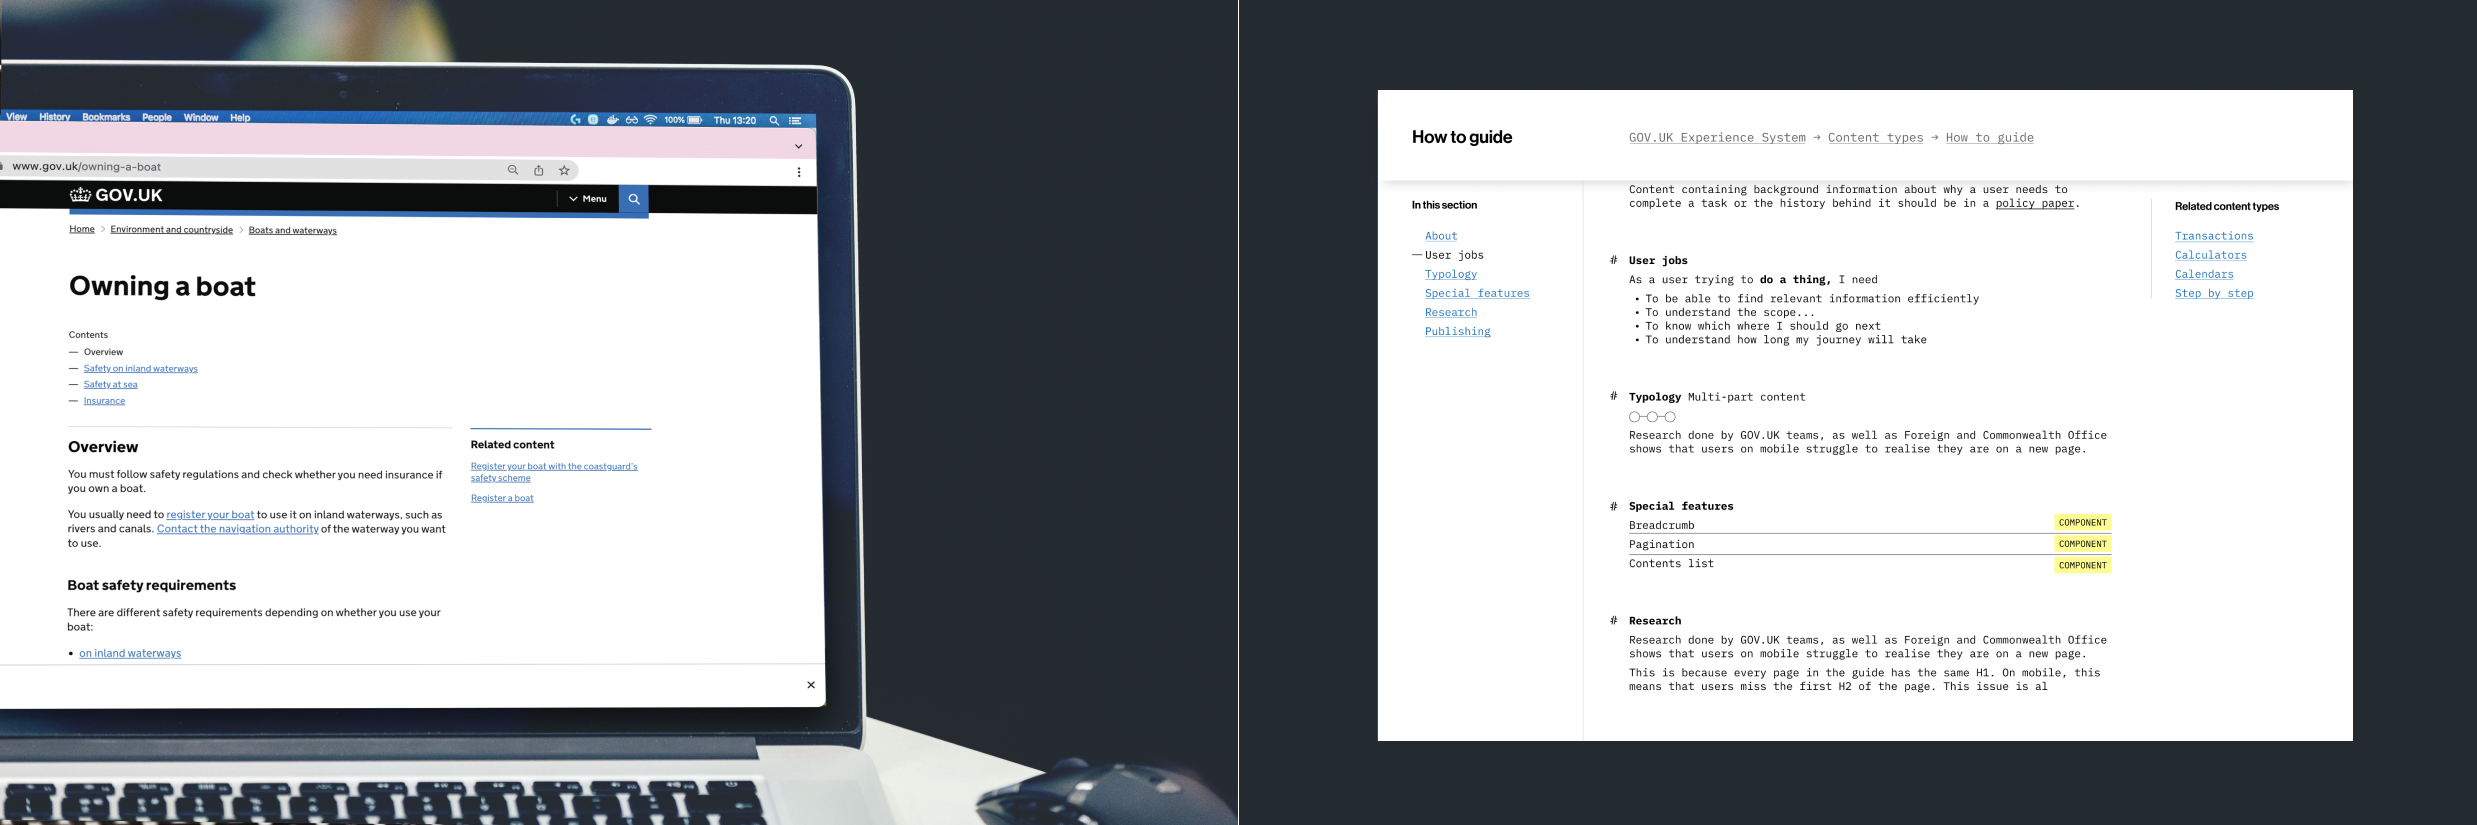 View History Bookmarks People Window Help 100% Thu 13:20
www.gov.uk/owning-a-boat
GOV.UK Menu
Home Environment and countryside Boats and waterways
Owning a boat
Contents
— Overview
— Safety on inland waterways
— Safety at sea
— Insurance
Overview
You must follow safety regulations and check whether you need insurance if
you own a boat.
You usually need to register your boat to use it on inland waterways, such as
rivers and canals. Contact the navigation authority of the waterway you want
to use.
Boat safety requirements
There are different safety requirements depending on whether you use your
boat:
• on inland waterways
Related content
Register your boat with the coastguard's
safety scheme
Register a boat
How to guide
GOV.UK Experience System → Content types → How to guide
In this section
About
— User jobs
Typology
Special features
Research
Publishing
Content containing background information about why a user needs to
complete a task or the history behind it should be in a policy paper.
# User jobs
As a user trying to do a thing, I need
• To be able to find relevant information efficiently
• To understand the scope...
• To know which where I should go next
• To understand how long my journey will take
# Typology Multi-part content
Research done by GOV.UK teams, as well as Foreign and Commonwealth Office
shows that users on mobile struggle to realise they are on a new page.
# Special features
Breadcrumb COMPONENT
Pagination COMPONENT
Contents list COMPONENT
# Research
Research done by GOV.UK teams, as well as Foreign and Commonwealth Office
shows that users on mobile struggle to realise they are on a new page.
This is because every page in the guide has the same H1. On mobile, this
means that users miss the first H2 of the page. This issue is al
Related content types
Transactions
Calculators
Calendars
Step by step